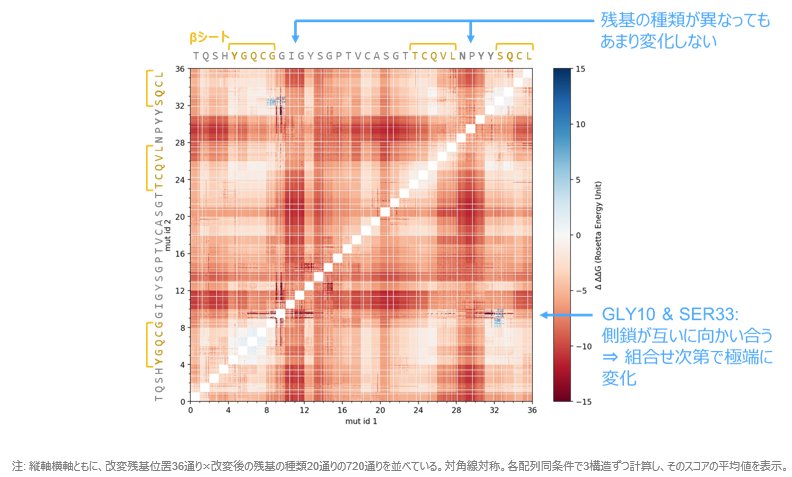 残基の種類が異なっても
あまり変化しない
βシート
TQSHYGQCGGIGYSGPTVCASGTTCQVLNPYYSQCL
36
32
28
24
20
16
12
8
4
0
mut id 2
TQSHYGQCGGIGYSGPTVCASGTTCQVLNPYYSQCL
0
4
8
12
16
20
24
28
32
36
mut id 1
15
10
5
0
−5
−10
−15
Δ ΔΔG (Rosetta Energy Unit)
GLY10 & SER33:
側鎖が互いに向かい合う
⇒ 組合せ次第で極端に
変化
注: 縦軸横軸ともに、改変残基位置36通り×改変後の残基の種類20通りの720通りを並べている。対角線対称。各配列同条件で3構造ずつ計算し、そのスコアの平均値を表示。